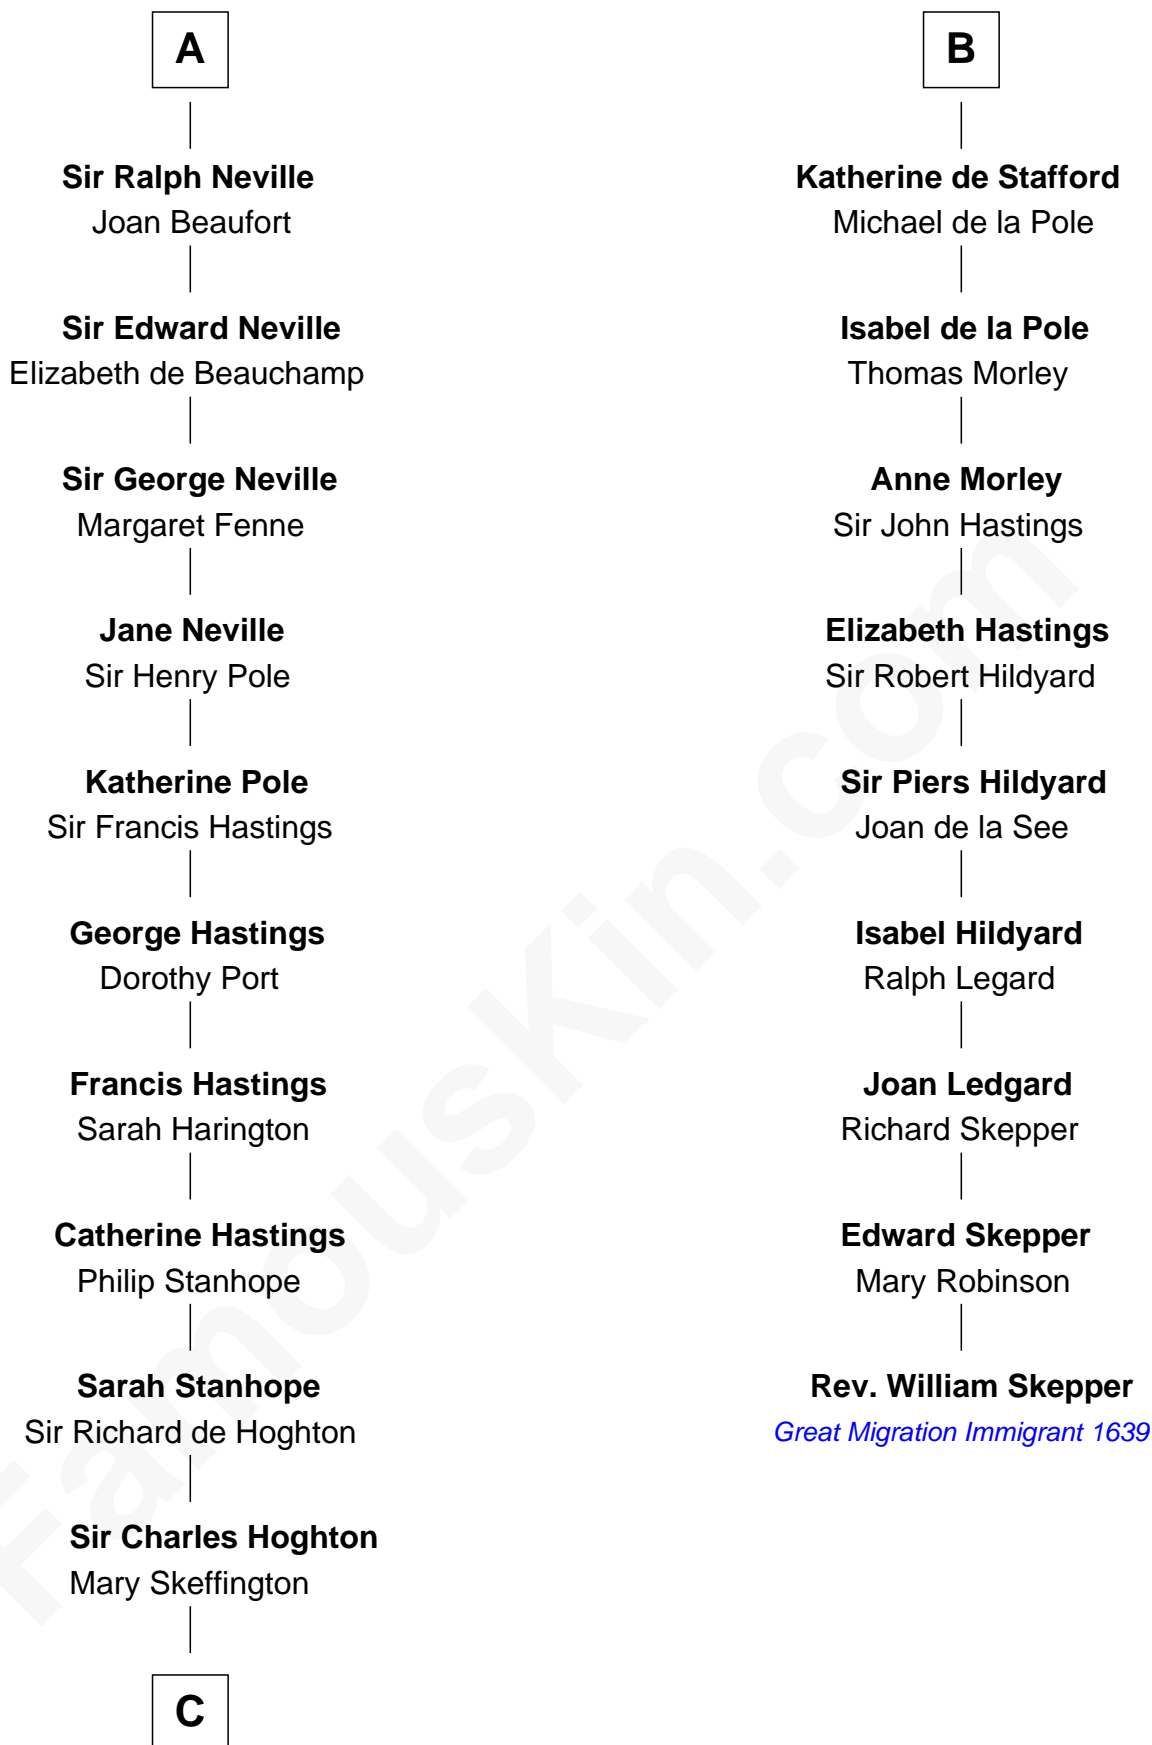 A
Sir Ralph Neville
Joan Beaufort
Sir Edward Neville
Elizabeth de Beauchamp
Sir George Neville
Margaret Fenne
Jane Neville
Sir Henry Pole
Katherine Pole
Sir Francis Hastings
George Hastings
Dorothy Port
Francis Hastings
Sarah Harington
Catherine Hastings
Philip Stanhope
Sarah Stanhope
Sir Richard de Hoghton
Sir Charles Hoghton
Mary Skeffington
C
B
Katherine de Stafford
Michael de la Pole
Isabel de la Pole
Thomas Morley
Anne Morley
Sir John Hastings
Elizabeth Hastings
Sir Robert Hildyard
Sir Piers Hildyard
Joan de la See
Isabel Hildyard
Ralph Legard
Joan Ledgard
Richard Skepper
Edward Skepper
Mary Robinson
Rev. William Skepper
Great Migration Immigrant 1639
FamousKin.com